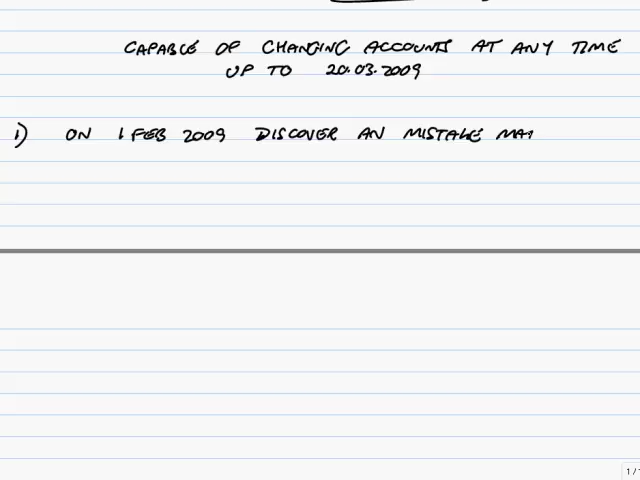 CAPABLE OF CHANGING ACCOUNTS AT ANY TIME
UP TO 20.03.2009
i) ON 1 FEB 2009 DISCOVER AN MISTAKE
1/1